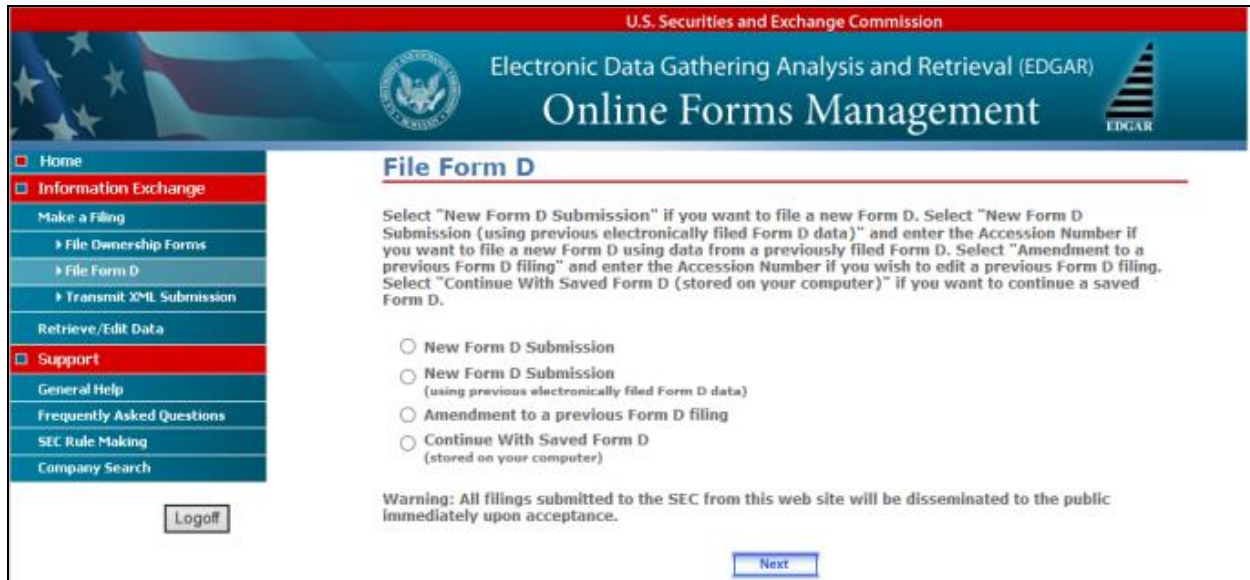 U.S. Securities and Exchange Commission
Electronic Data Gathering Analysis and Retrieval (EDGAR)
Online Forms Management
EDGAR
Home
Information Exchange
Make a Filing
File Ownership Forms
File Form D
Transmit XML Submission
Retrieve/Edit Data
Support
General Help
Frequently Asked Questions
SEC Rule Making
Company Search
Logoff
File Form D
Select "New Form D Submission" if you want to file a new Form D. Select "New Form D
Submission (using previous electronically filed Form D data)" and enter the Accession Number if
you want to file a new Form D using data from a previously filed Form D. Select "Amendment to a
previous Form D filing" and enter the Accession Number if you wish to edit a previous Form D filing.
Select "Continue With Saved Form D (stored on your computer)" if you want to continue a saved
Form D.
New Form D Submission
New Form D Submission
(using previous electronically filed Form D data)
Amendment to a previous Form D filing
Continue With Saved Form D
(stored on your computer)
Warning: All filings submitted to the SEC from this web site will be disseminated to the public
immediately upon acceptance.
Next